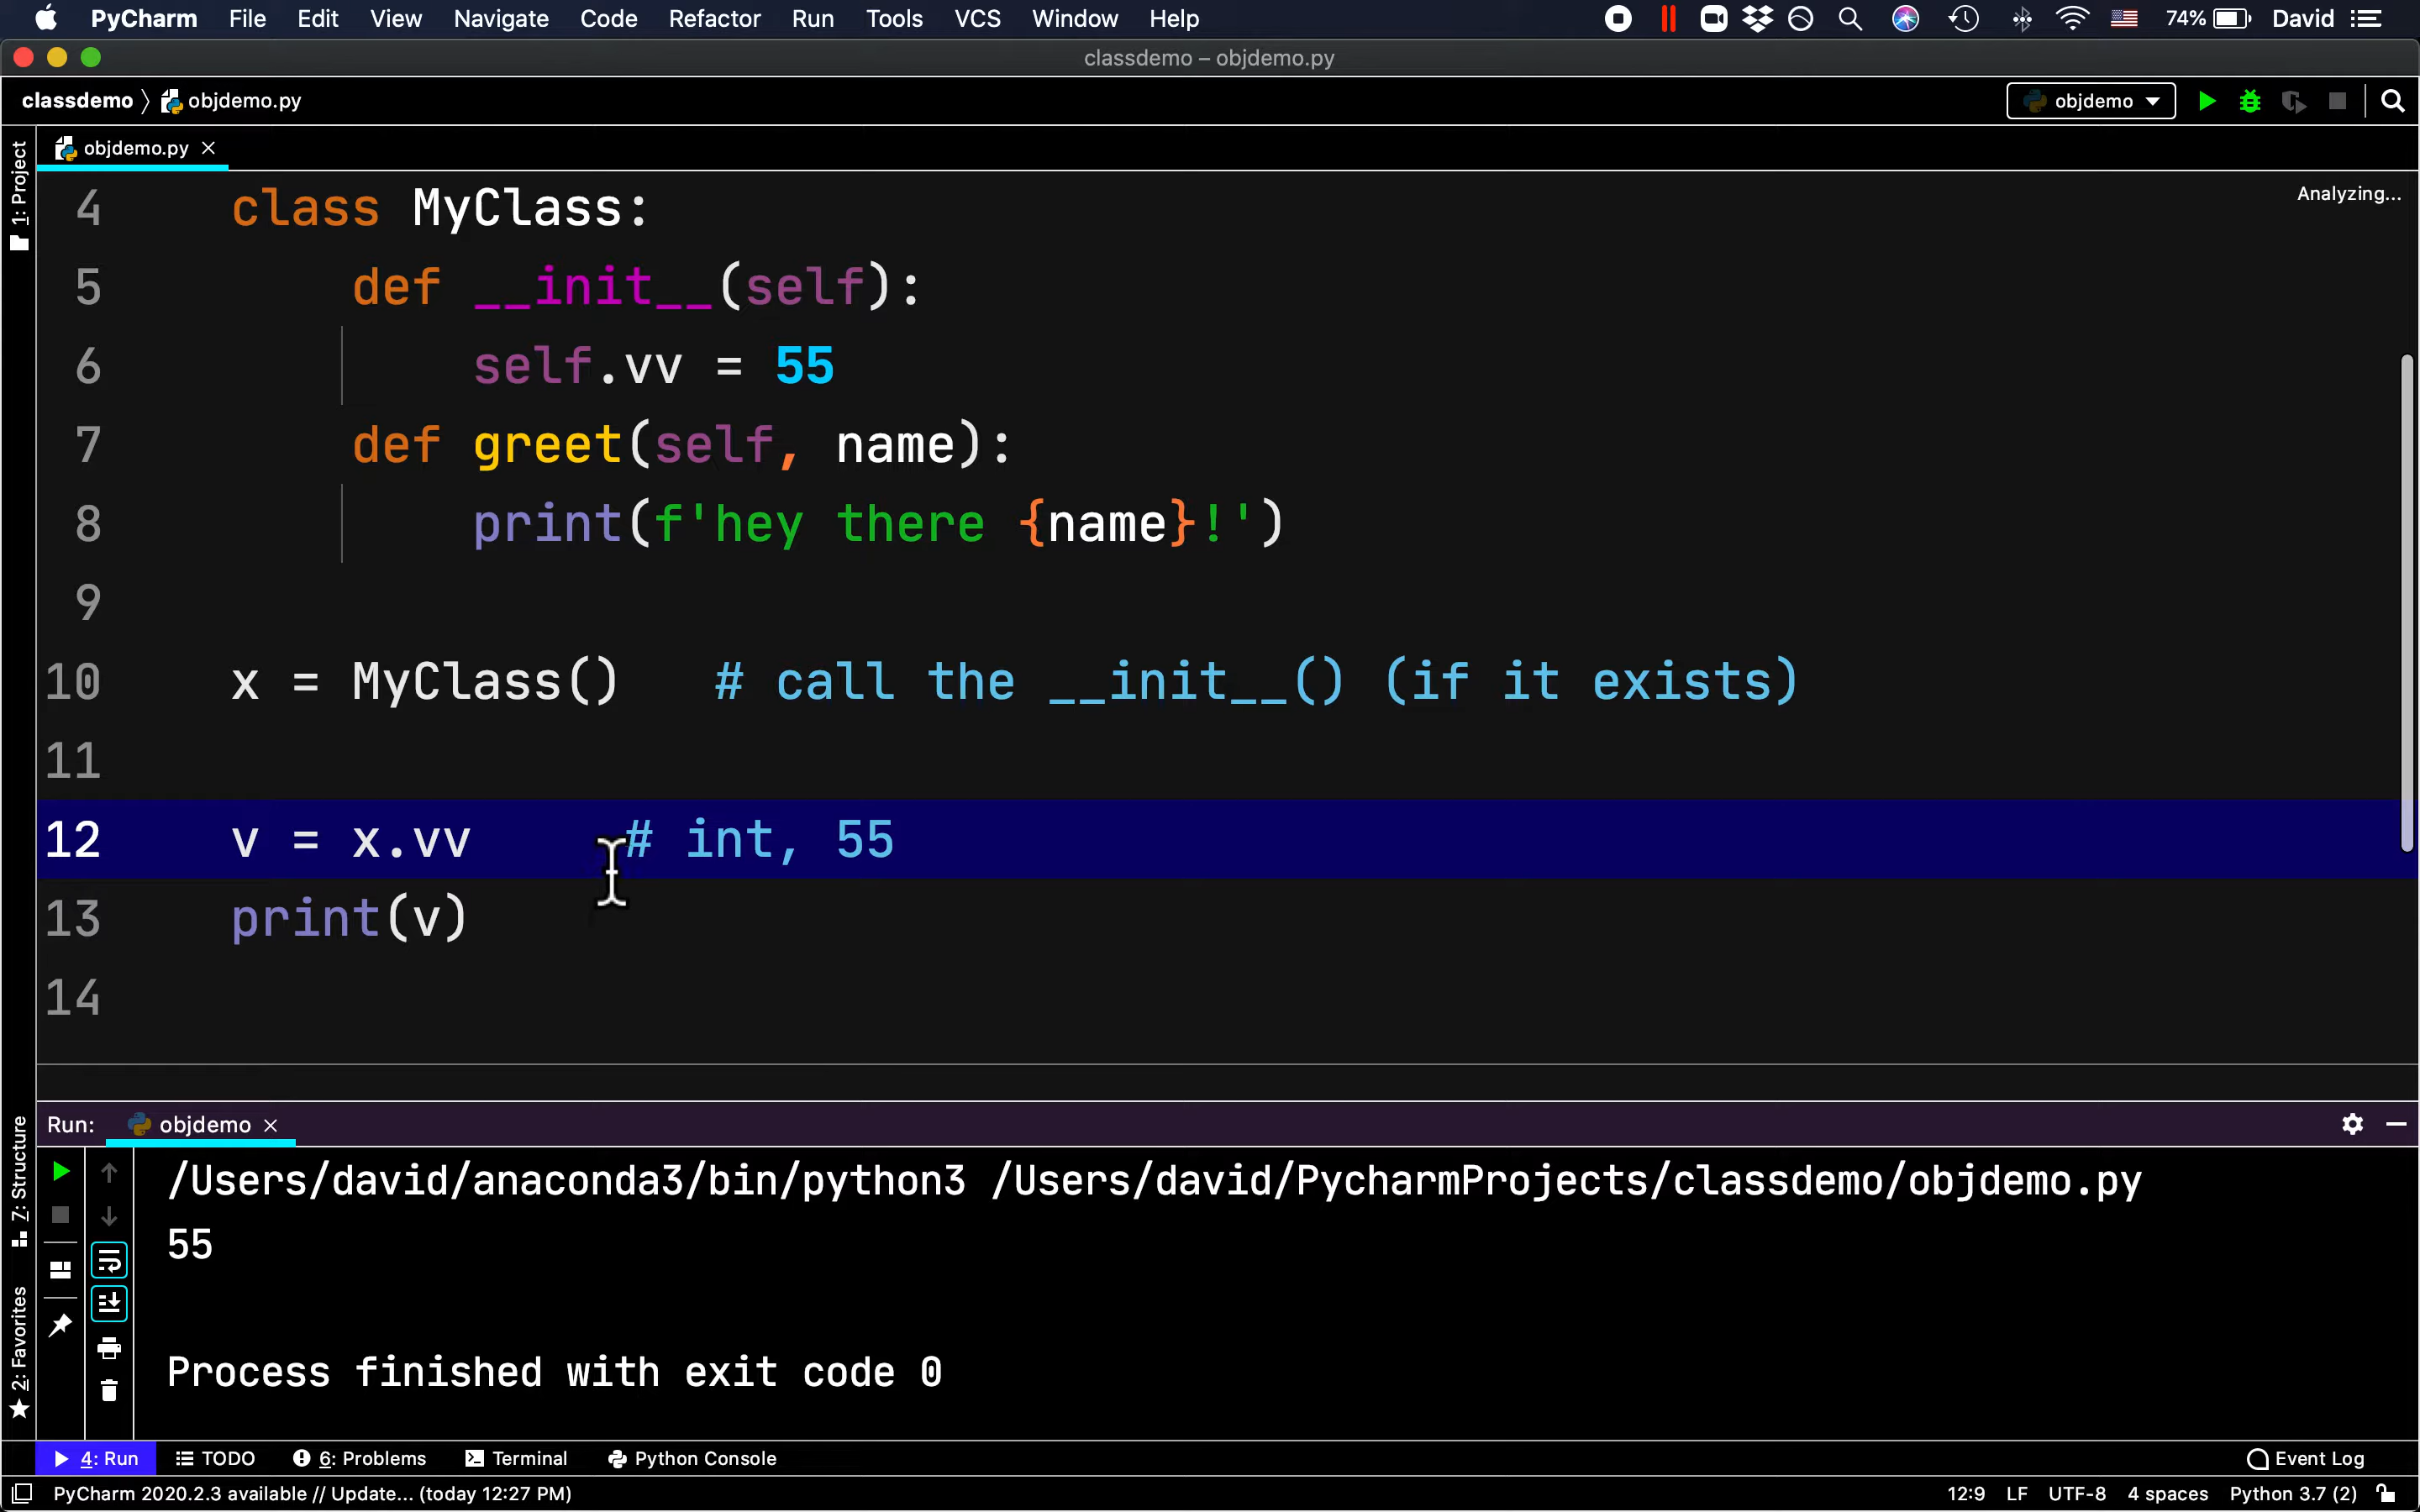 PyCharm File Edit View Navigate Code Refactor Run Tools VCS Window Help 74% David
classdemo – objdemo.py
classdemo objdemo.py objdemo
1: Project
objdemo.py
Analyzing...
4 class MyClass:
5 def __init__(self):
6 self.vv = 55
7 def greet(self, name):
8 print(f'hey there {name}!')
9
10 x = MyClass() # call the __init__() (if it exists)
11
12 v = x.vv # int, 55
13 print(v)
14
Run: objdemo
7: Structure
2: Favorites
/Users/david/anaconda3/bin/python3 /Users/david/PycharmProjects/classdemo/objdemo.py
55
Process finished with exit code 0
4: Run TODO 6: Problems Terminal Python Console Event Log
PyCharm 2020.2.3 available // Update... (today 12:27 PM) 12:9 LF UTF-8 4 spaces Python 3.7 (2)